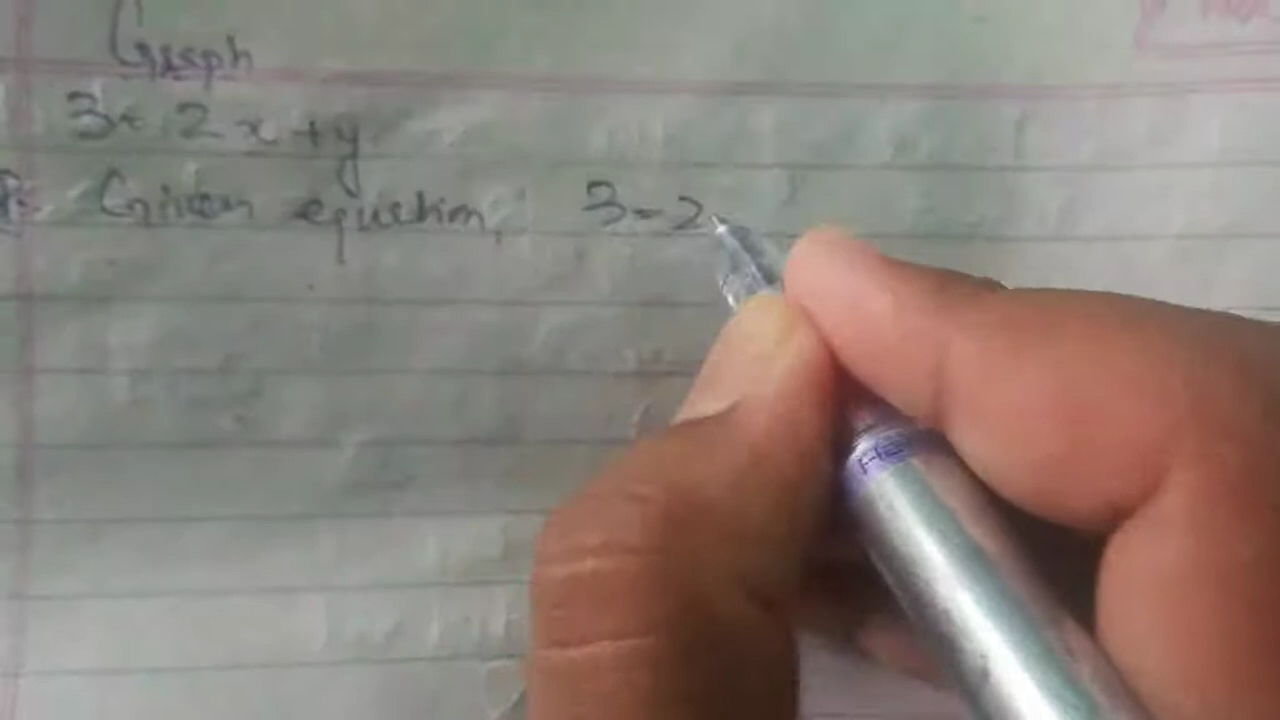 Graph
3 = 2x + y
Given equation, 3 = 2